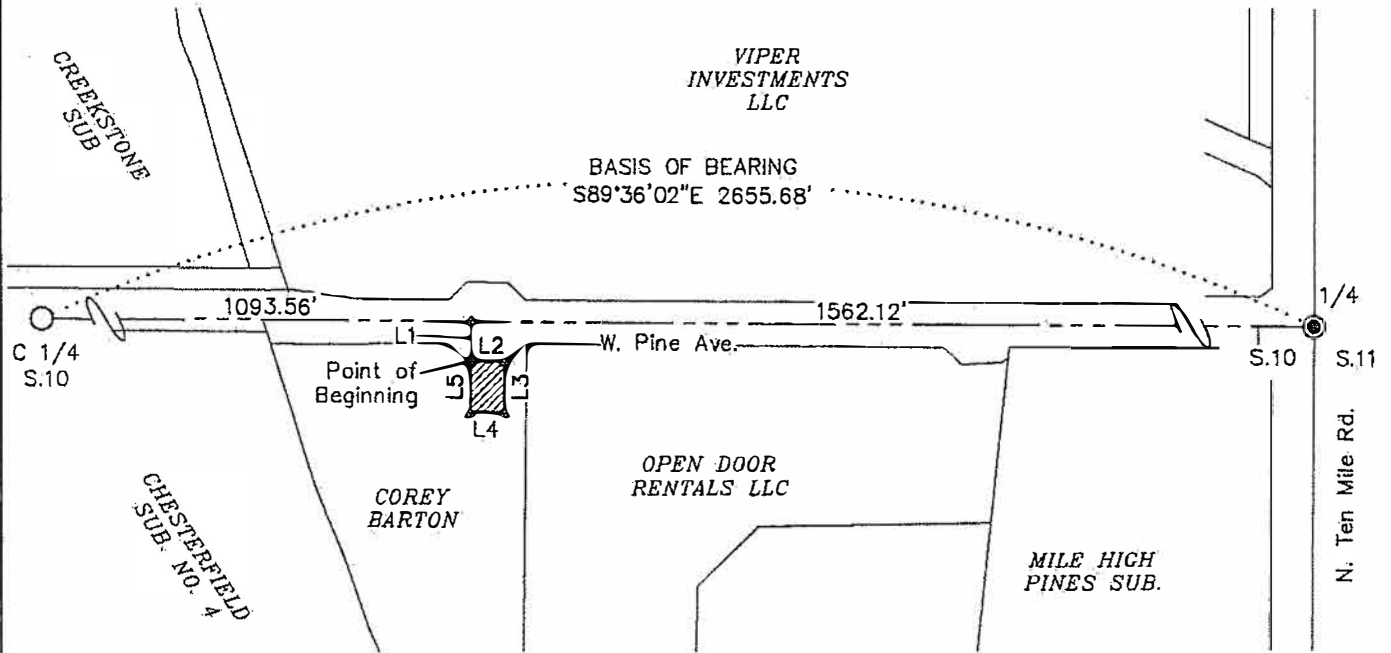 CREEKSTONE
SUB
VIPER
INVESTMENTS
LLC
BASIS OF BEARING
S89°36'02"E 2655.68'
1093.56'
1562.12'
1/4
C 1/4
S.10
L1
L2
W. Pine Ave.
S.10
S.11
Point of
Beginning
L5
L3
L4
CHESTERFIELD
SUB. NO. 4
COREY
BARTON
OPEN DOOR
RENTALS LLC
MILE HIGH
PINES SUB.
N. Ten Mile Rd.